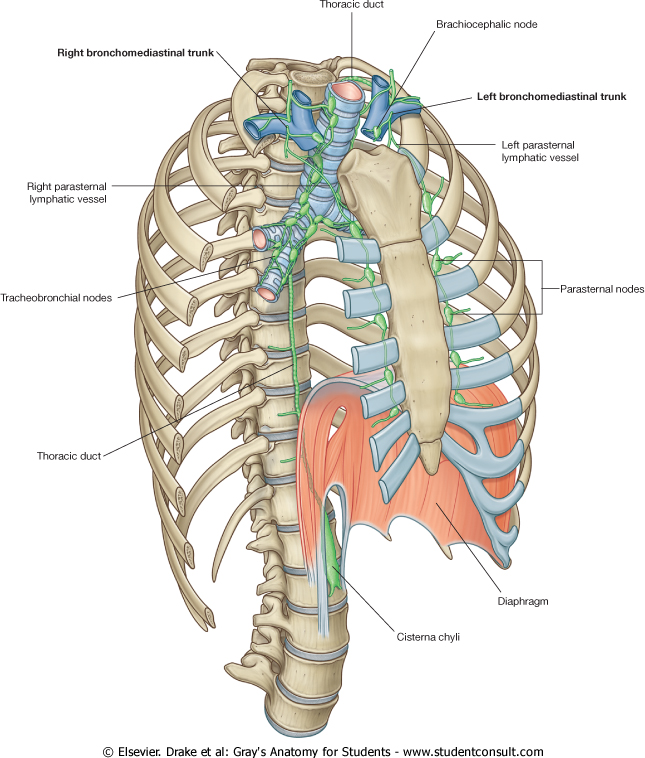 Thoracic duct
Brachiocephalic node
Right bronchomediastinal trunk
Left bronchomediastinal trunk
Left parasternal
lymphatic vessel
Right parasternal
lymphatic vessel
Parasternal nodes
Tracheobronchial nodes
Thoracic duct
Diaphragm
Cisterna chyli
© Elsevier. Drake et al: Gray's Anatomy for Students - www.studentconsult.com